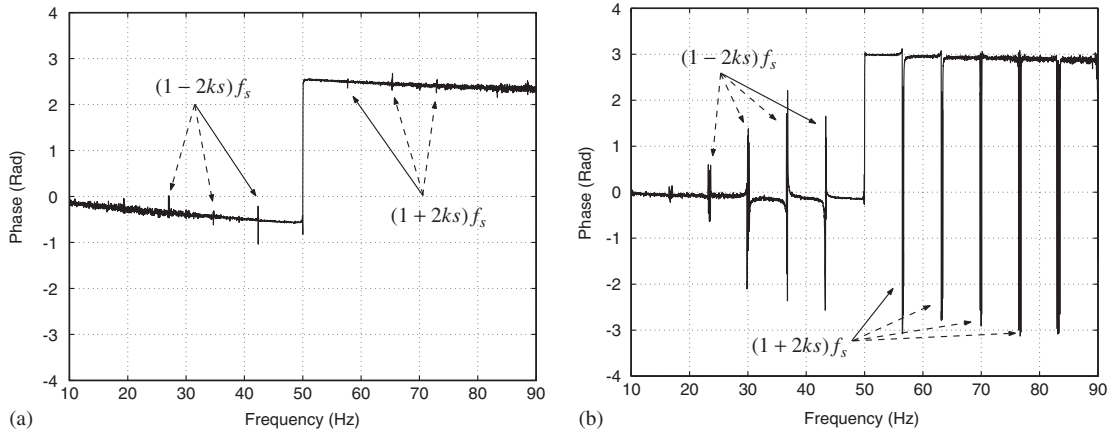 4
3
2
1
0
-1
-2
-3
-4
Phase (Rad)
(1 − 2ks) f_s
(1 + 2ks) f_s
10 20 30 40 50 60 70 80 90
Frequency (Hz)
(a)
4
3
2
1
0
-1
-2
-3
-4
Phase (Rad)
(1 − 2ks) f_s
(1 + 2ks) f_s
10 20 30 40 50 60 70 80 90
Frequency (Hz)
(b)